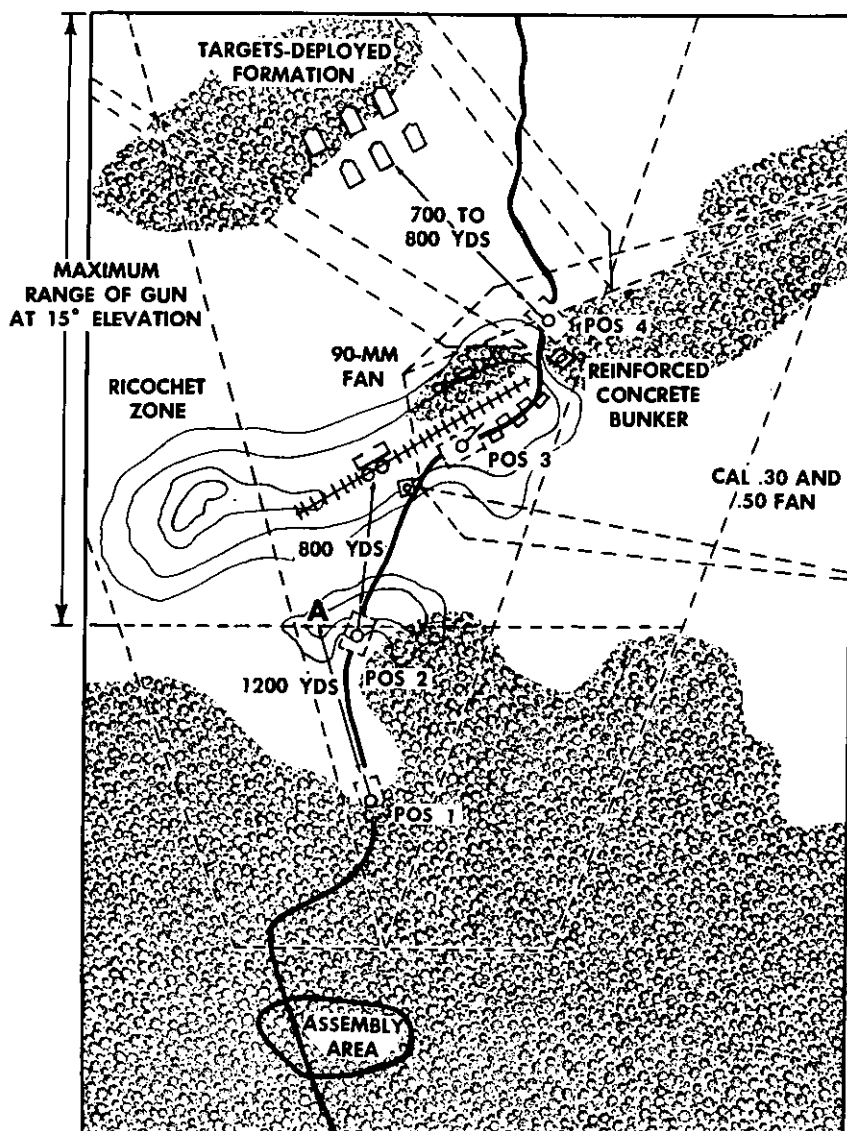 TARGETS-DEPLOYED
FORMATION
700 TO
800 YDS
MAXIMUM
RANGE OF GUN
AT 15° ELEVATION
POS 4
90-MM
FAN
REINFORCED
CONCRETE
BUNKER
RICOCHET
ZONE
POS 3
CAL .30 AND
.50 FAN
800 YDS
A
1200 YDS
POS 2
POS 1
ASSEMBLY
AREA